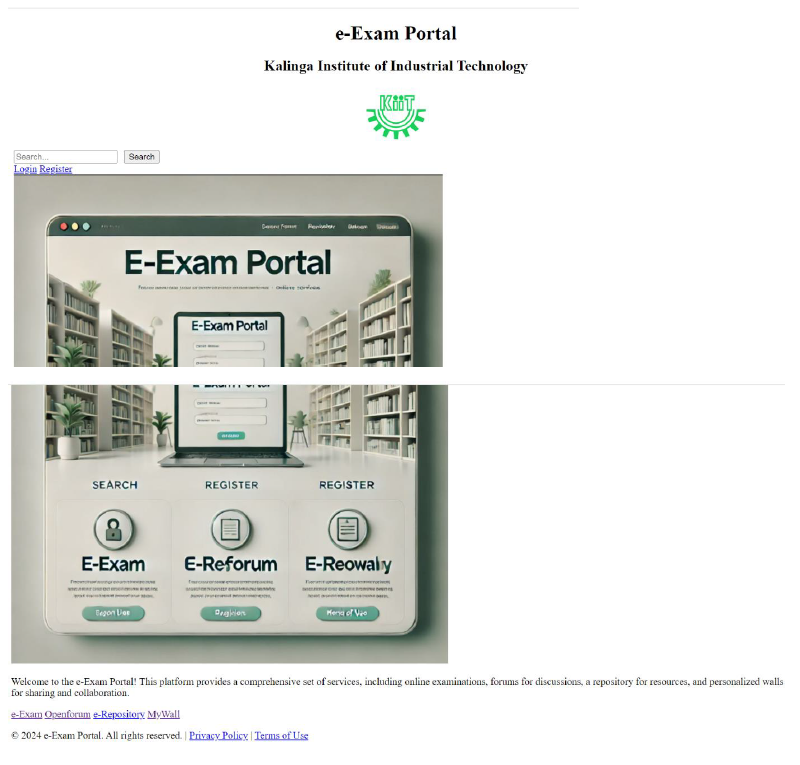 e-Exam Portal
Kalinga Institute of Industrial Technology
KiiT
Search... Search
Login Register
E-Exam Portal
E-Exam Portal
SEARCH REGISTER REGISTER
E-Exam E-Reforum E-Reowaly
Welcome to the e-Exam Portal! This platform provides a comprehensive set of services, including online examinations, forums for discussions, a repository for resources, and personalized walls
for sharing and collaboration.
e-Exam Openforum e-Repository MyWall
© 2024 e-Exam Portal. All rights reserved. | Privacy Policy | Terms of Use